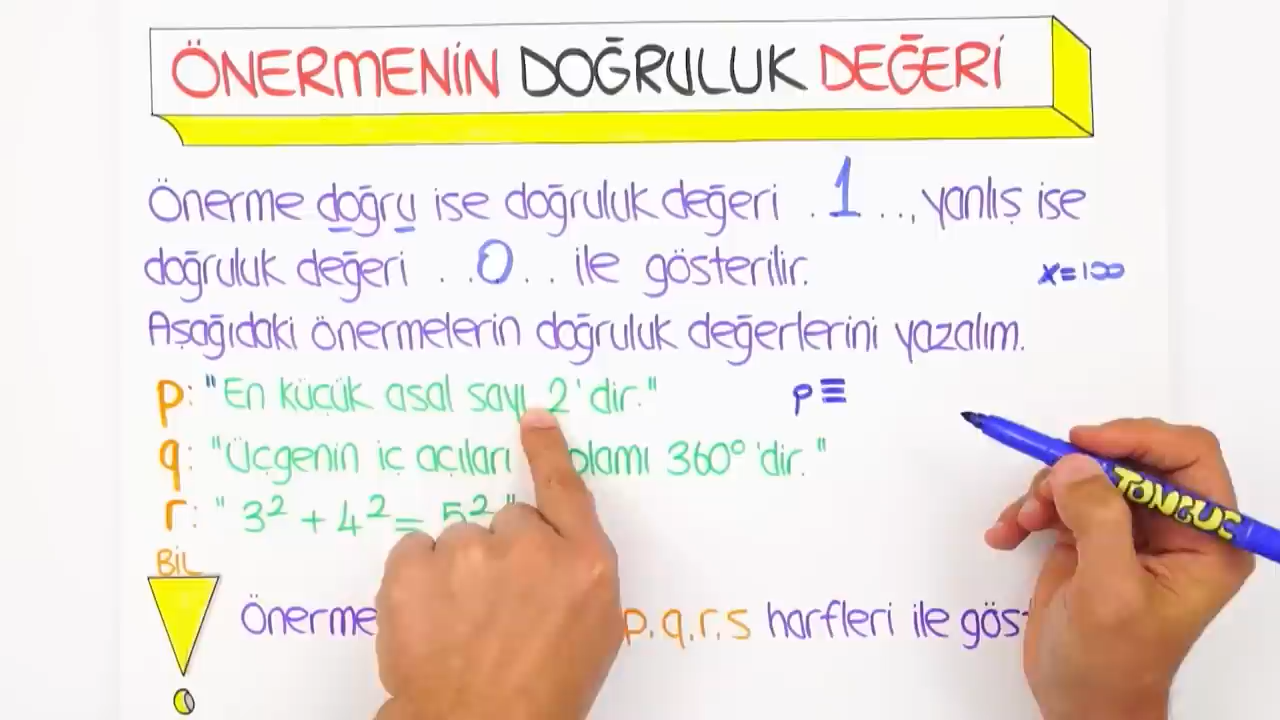 ÖNERMENİN DOĞRULUK DEĞERİ
Önerme doğru ise doğruluk değeri . 1 . . , yanlış ise
doğruluk değeri . . 0 . . ile gösterilir.
x=100
Aşağıdaki önermelerin doğruluk değerlerini yazalım.
p: "En küçük asal sayı 2'dir." p≡
q: "Üçgenin iç açıları 360°'dir."
r: "3² + 4² = 5²"
BİL
Önerme p.q.r.s harfleri ile
TONGUÇ